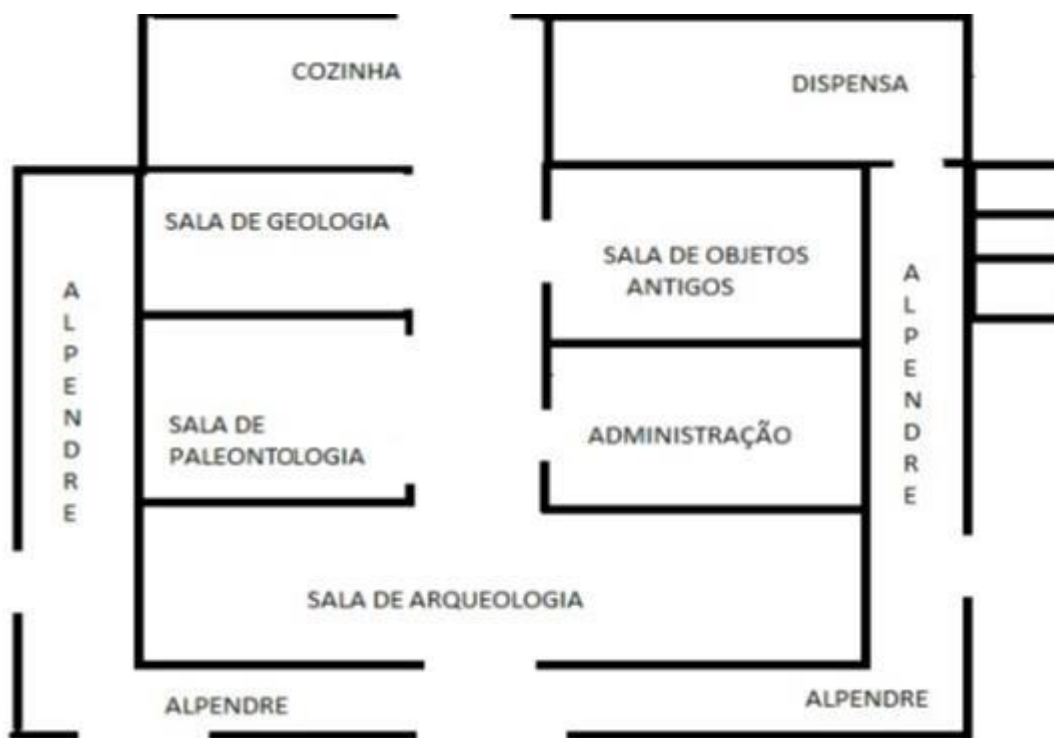 COZINHA
DISPENSA
SALA DE GEOLOGIA
SALA DE OBJETOS
ANTIGOS
A
L
P
E
N
D
R
E
A
L
P
E
N
D
R
E
SALA DE
PALEONTOLOGIA
ADMINISTRAÇÃO
SALA DE ARQUEOLOGIA
ALPENDRE
ALPENDRE